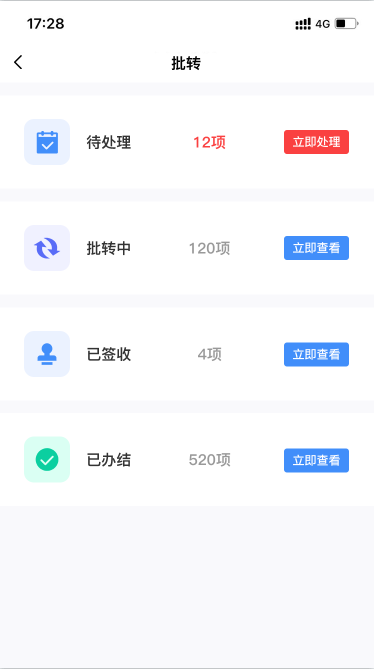 17:28 4G
批转
待处理 12项 立即处理
批转中 120项 立即查看
已签收 4项 立即查看
已办结 520项 立即查看